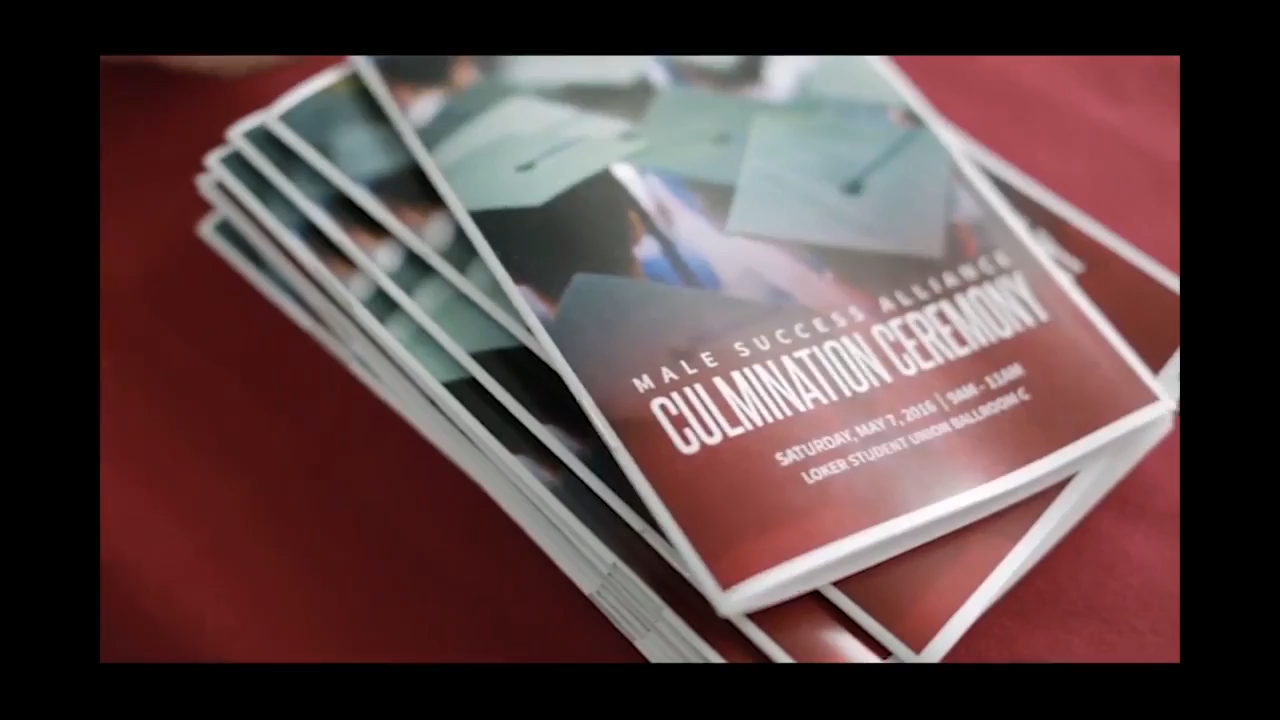 MALE SUCCESS ALLIANCE
CULMINATION CEREMONY
SATURDAY, MAY 7, 2016 | 9AM - 11AM
LOKER STUDENT UNION BALLROOM C